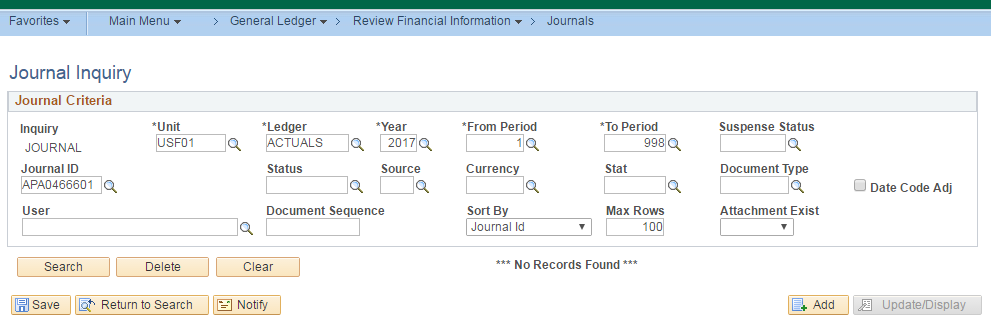 Favorites Main Menu > General Ledger > Review Financial Information > Journals
Journal Inquiry
Journal Criteria
Inquiry *Unit *Ledger *Year *From Period *To Period Suspense Status
JOURNAL USF01 ACTUALS 2017 1 998
Journal ID Status Source Currency Stat Document Type
APA0466601 Date Code Adj
User Document Sequence Sort By Max Rows Attachment Exist
Journal Id 100
Search Delete Clear *** No Records Found ***
Save Return to Search Notify Add Update/Display